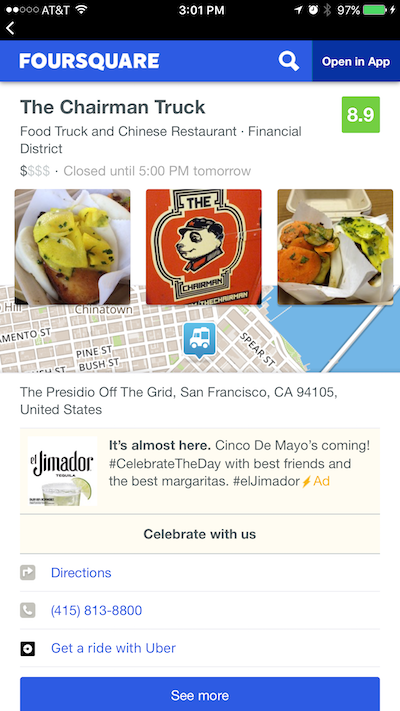 AT&T 3:01 PM 97%
FOURSQUARE Open in App
The Chairman Truck
8.9
Food Truck and Chinese Restaurant · Financial
District
$$$$ · Closed until 5:00 PM tomorrow
THE
CHAIRMAN
Hill
Chinatown
AMENTO ST
PINE ST
BUSH ST
SPEAR ST
The Presidio Off The Grid, San Francisco, CA 94105,
United States
el Jimador
TEQUILA
It's almost here. Cinco De Mayo's coming!
#CelebrateTheDay with best friends and
the best margaritas. #elJimador Ad
Celebrate with us
Directions
(415) 813-8800
Get a ride with Uber
See more